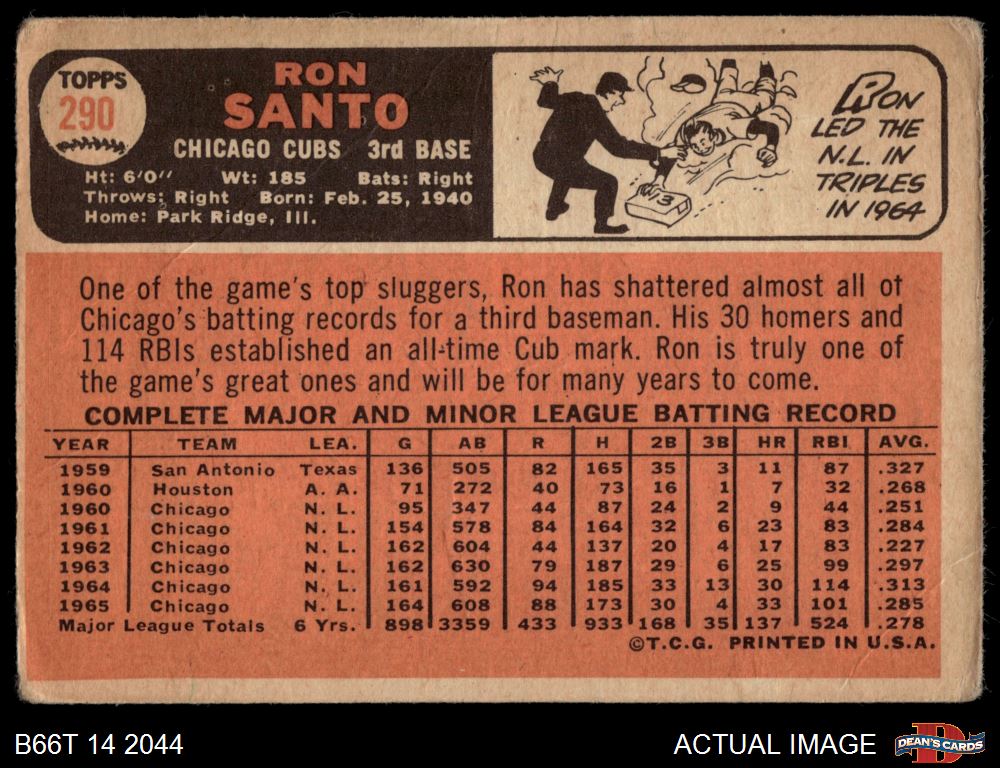 TOPPS
290
RON
SANTO
CHICAGO CUBS 3rd BASE
Ht: 6'0" Wt: 185 Bats: Right
Throws: Right Born: Feb. 25, 1940
Home: Park Ridge, Ill.
3
RON
LED THE
N.L. IN
TRIPLES
IN 1964
One of the game's top sluggers, Ron has shattered almost all of
Chicago's batting records for a third baseman. His 30 homers and
114 RBIs established an all-time Cub mark. Ron is truly one of
the game's great ones and will be for many years to come.
COMPLETE MAJOR AND MINOR LEAGUE BATTING RECORD
YEAR TEAM LEA. G AB R H 2B 3B HR RBI AVG.
1959 San Antonio Texas 136 505 82 165 35 3 11 87 .327
1960 Houston A. A. 71 272 40 73 16 1 7 32 .268
1960 Chicago N. L. 95 347 44 87 24 2 9 44 .251
1961 Chicago N. L. 154 578 84 164 32 6 23 83 .284
1962 Chicago N. L. 162 604 44 137 20 4 17 83 .227
1963 Chicago N. L. 162 630 79 187 29 6 25 99 .297
1964 Chicago N. L. 161 592 94 185 33 13 30 114 .313
1965 Chicago N. L. 164 608 88 173 30 4 33 101 .285
Major League Totals 6 Yrs. 898 3359 433 933 168 35 137 524 .278
©T.C.G. PRINTED IN U.S.A.
B66T 14 2044
ACTUAL IMAGE
D
DEAN'S CARDS